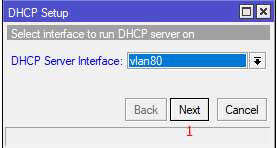 DHCP Setup
Select interface to run DHCP server on
DHCP Server Interface: vlan80
Back Next Cancel
1